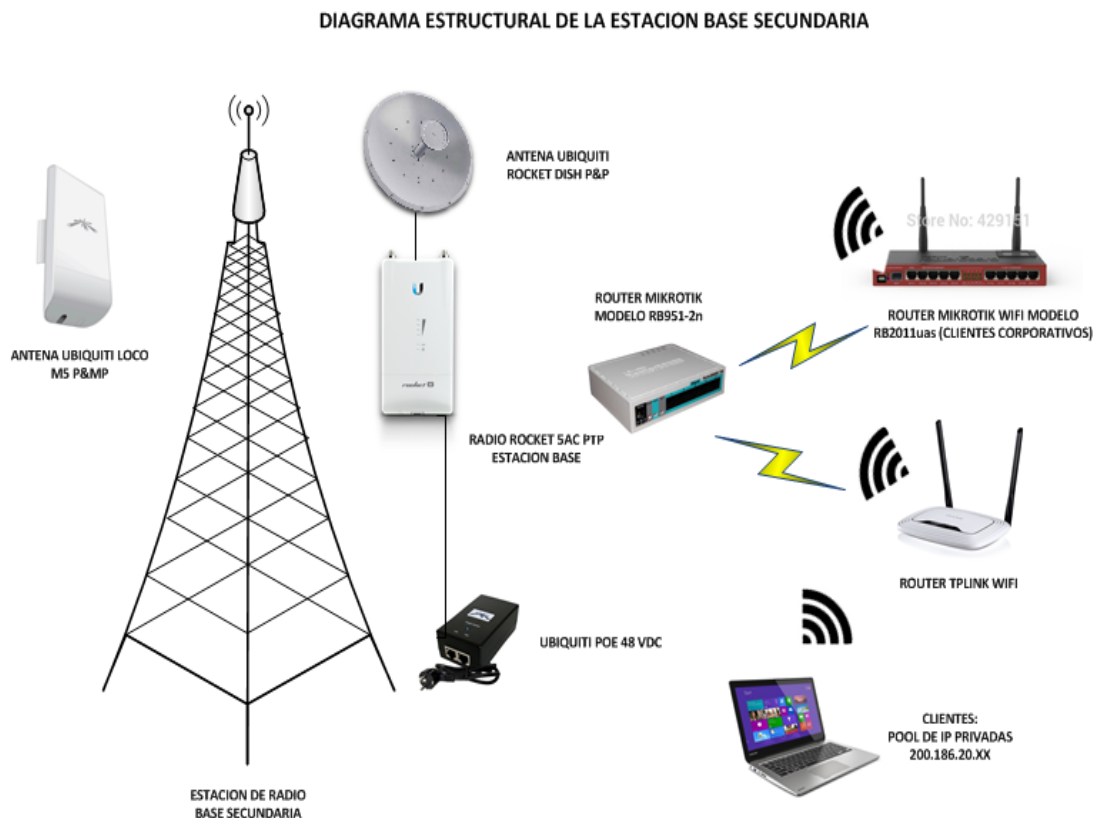 DIAGRAMA ESTRUCTURAL DE LA ESTACION BASE SECUNDARIA
ANTENA UBIQUITI
ROCKET DISH P&P
Store No: 429151
ROUTER MIKROTIK
MODELO RB951-2n
ROUTER MIKROTIK WIFI MODELO
RB2011uas (CLIENTES CORPORATIVOS)
ANTENA UBIQUITI LOCO
M5 P&MP
rocket
RADIO ROCKET 5AC PTP
ESTACION BASE
ROUTER TPLINK WIFI
UBIQUITI POE 48 VDC
CLIENTES:
POOL DE IP PRIVADAS
200.186.20.XX
ESTACION DE RADIO
BASE SECUNDARIA